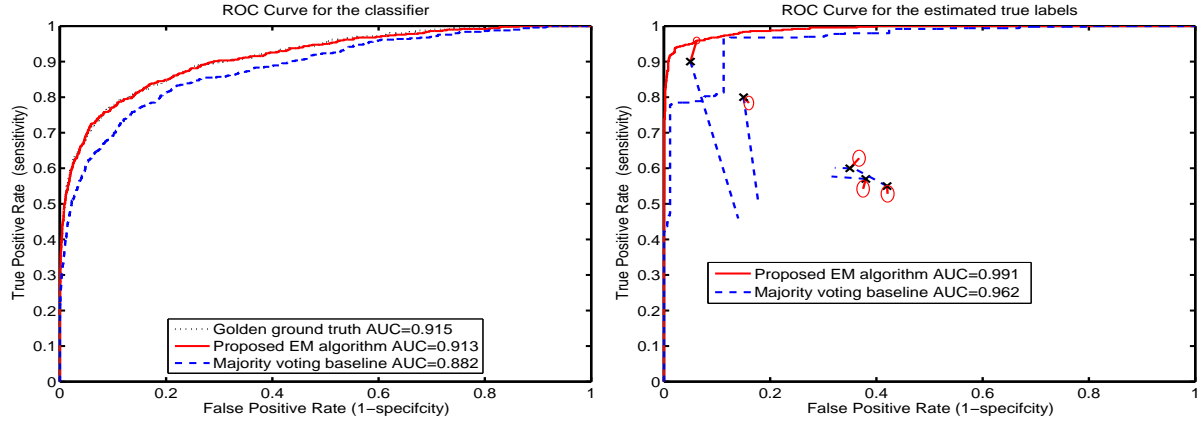 ROC Curve for the classifier
True Positive Rate (sensitivity)
1
0.9
0.8
0.7
0.6
0.5
0.4
0.3
0.2
0.1
0
Golden ground truth AUC=0.915
Proposed EM algorithm AUC=0.913
Majority voting baseline AUC=0.882
0 0.2 0.4 0.6 0.8 1
False Positive Rate (1−specifcity)
ROC Curve for the estimated true labels
True Positive Rate (sensitivity)
1
0.9
0.8
0.7
0.6
0.5
0.4
0.3
0.2
0.1
0
Proposed EM algorithm AUC=0.991
Majority voting baseline AUC=0.962
0 0.2 0.4 0.6 0.8 1
False Positive Rate (1−specifcity)